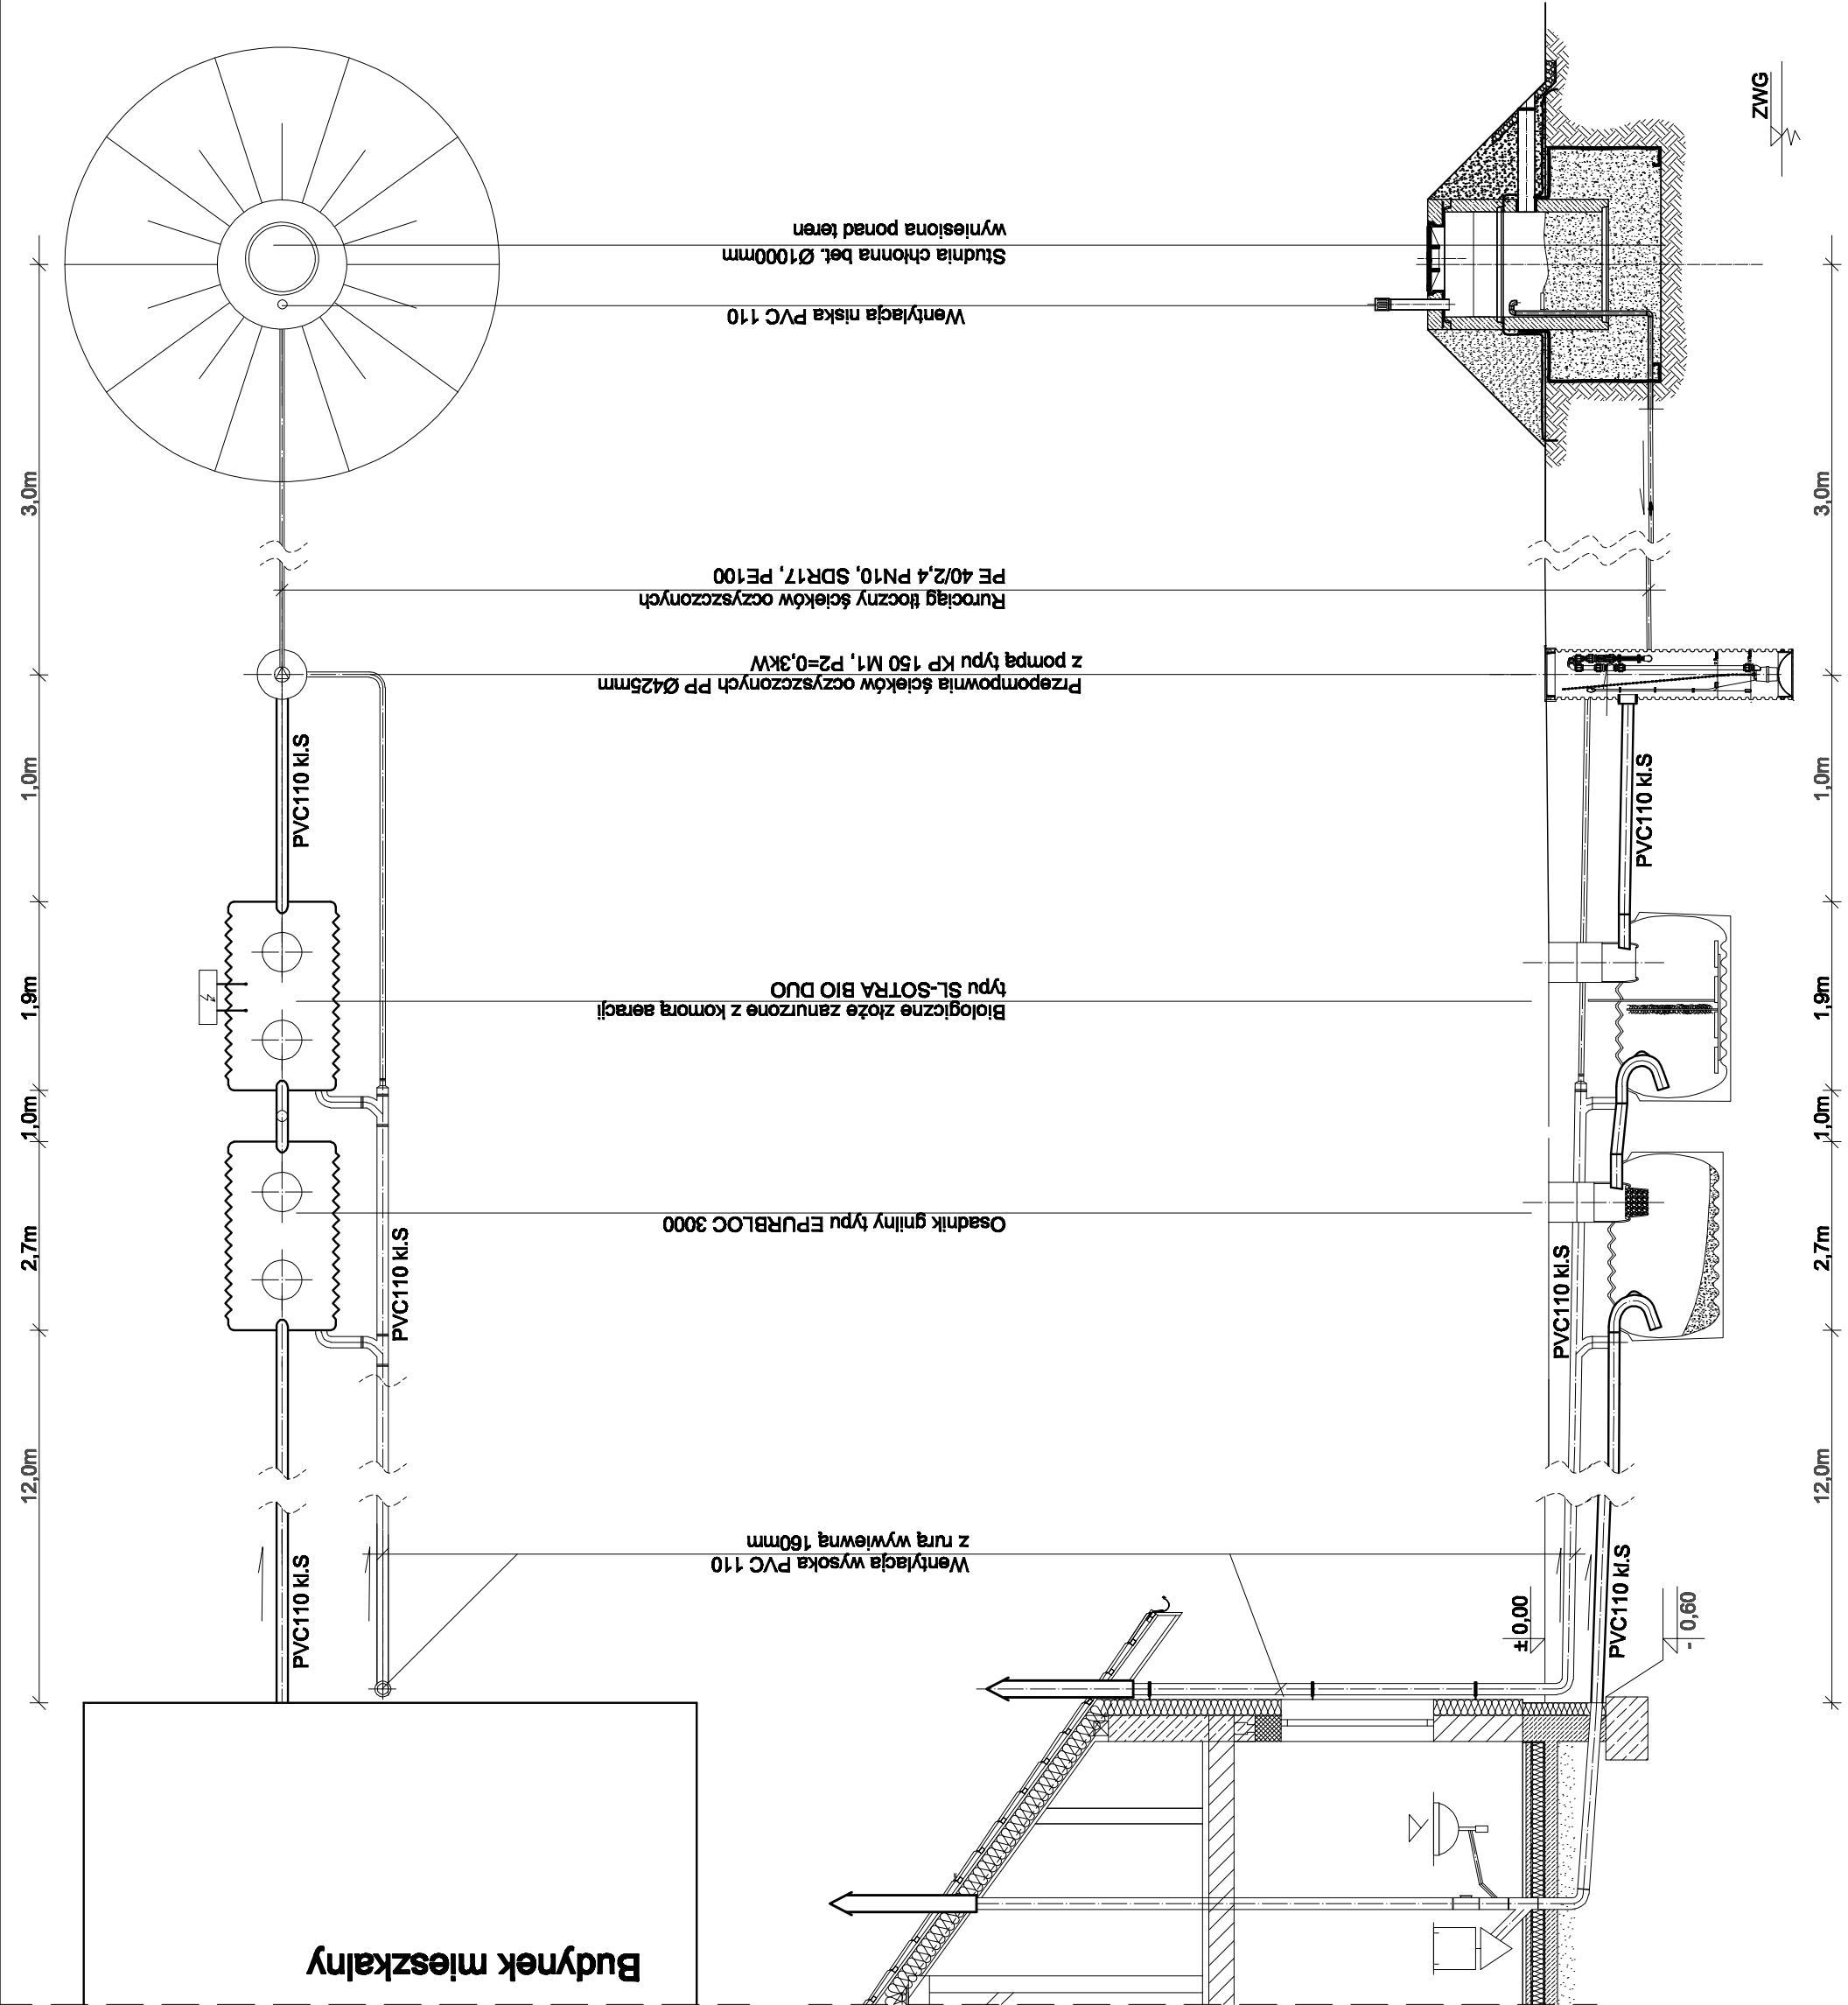 Budynek mieszkalny
12,0m
2,7m
1,0m
1,9m
1,0m
3,0m
PVC110 kl.S
PVC110 kl.S
PVC110 kl.S
Wentylacja wysoka PVC 110
z rurą wywiewną 160mm
Osadnik gnilny typu EPURBLOC 3000
Biologiczne złoże zanurzone z komorą aeracji
typu SL-SOTRA BIO DUO
Przepompownia ścieków oczyszczonych PP Ø425mm
z pompą typu KP 150 M1, P2=0,3kW
Rurociąg tłoczny ścieków oczyszczonych
PE 40/2,4 PN10, SDR17, PE100
Wentylacja niska PVC 110
Studnia chłonna bet. Ø1000mm
wyniesiona ponad teren
± 0,00
- 0,60
PVC110 kl.S
PVC110 kl.S
PVC110 kl.S
ZWG
12,0m
2,7m
1,0m
1,9m
1,0m
3,0m